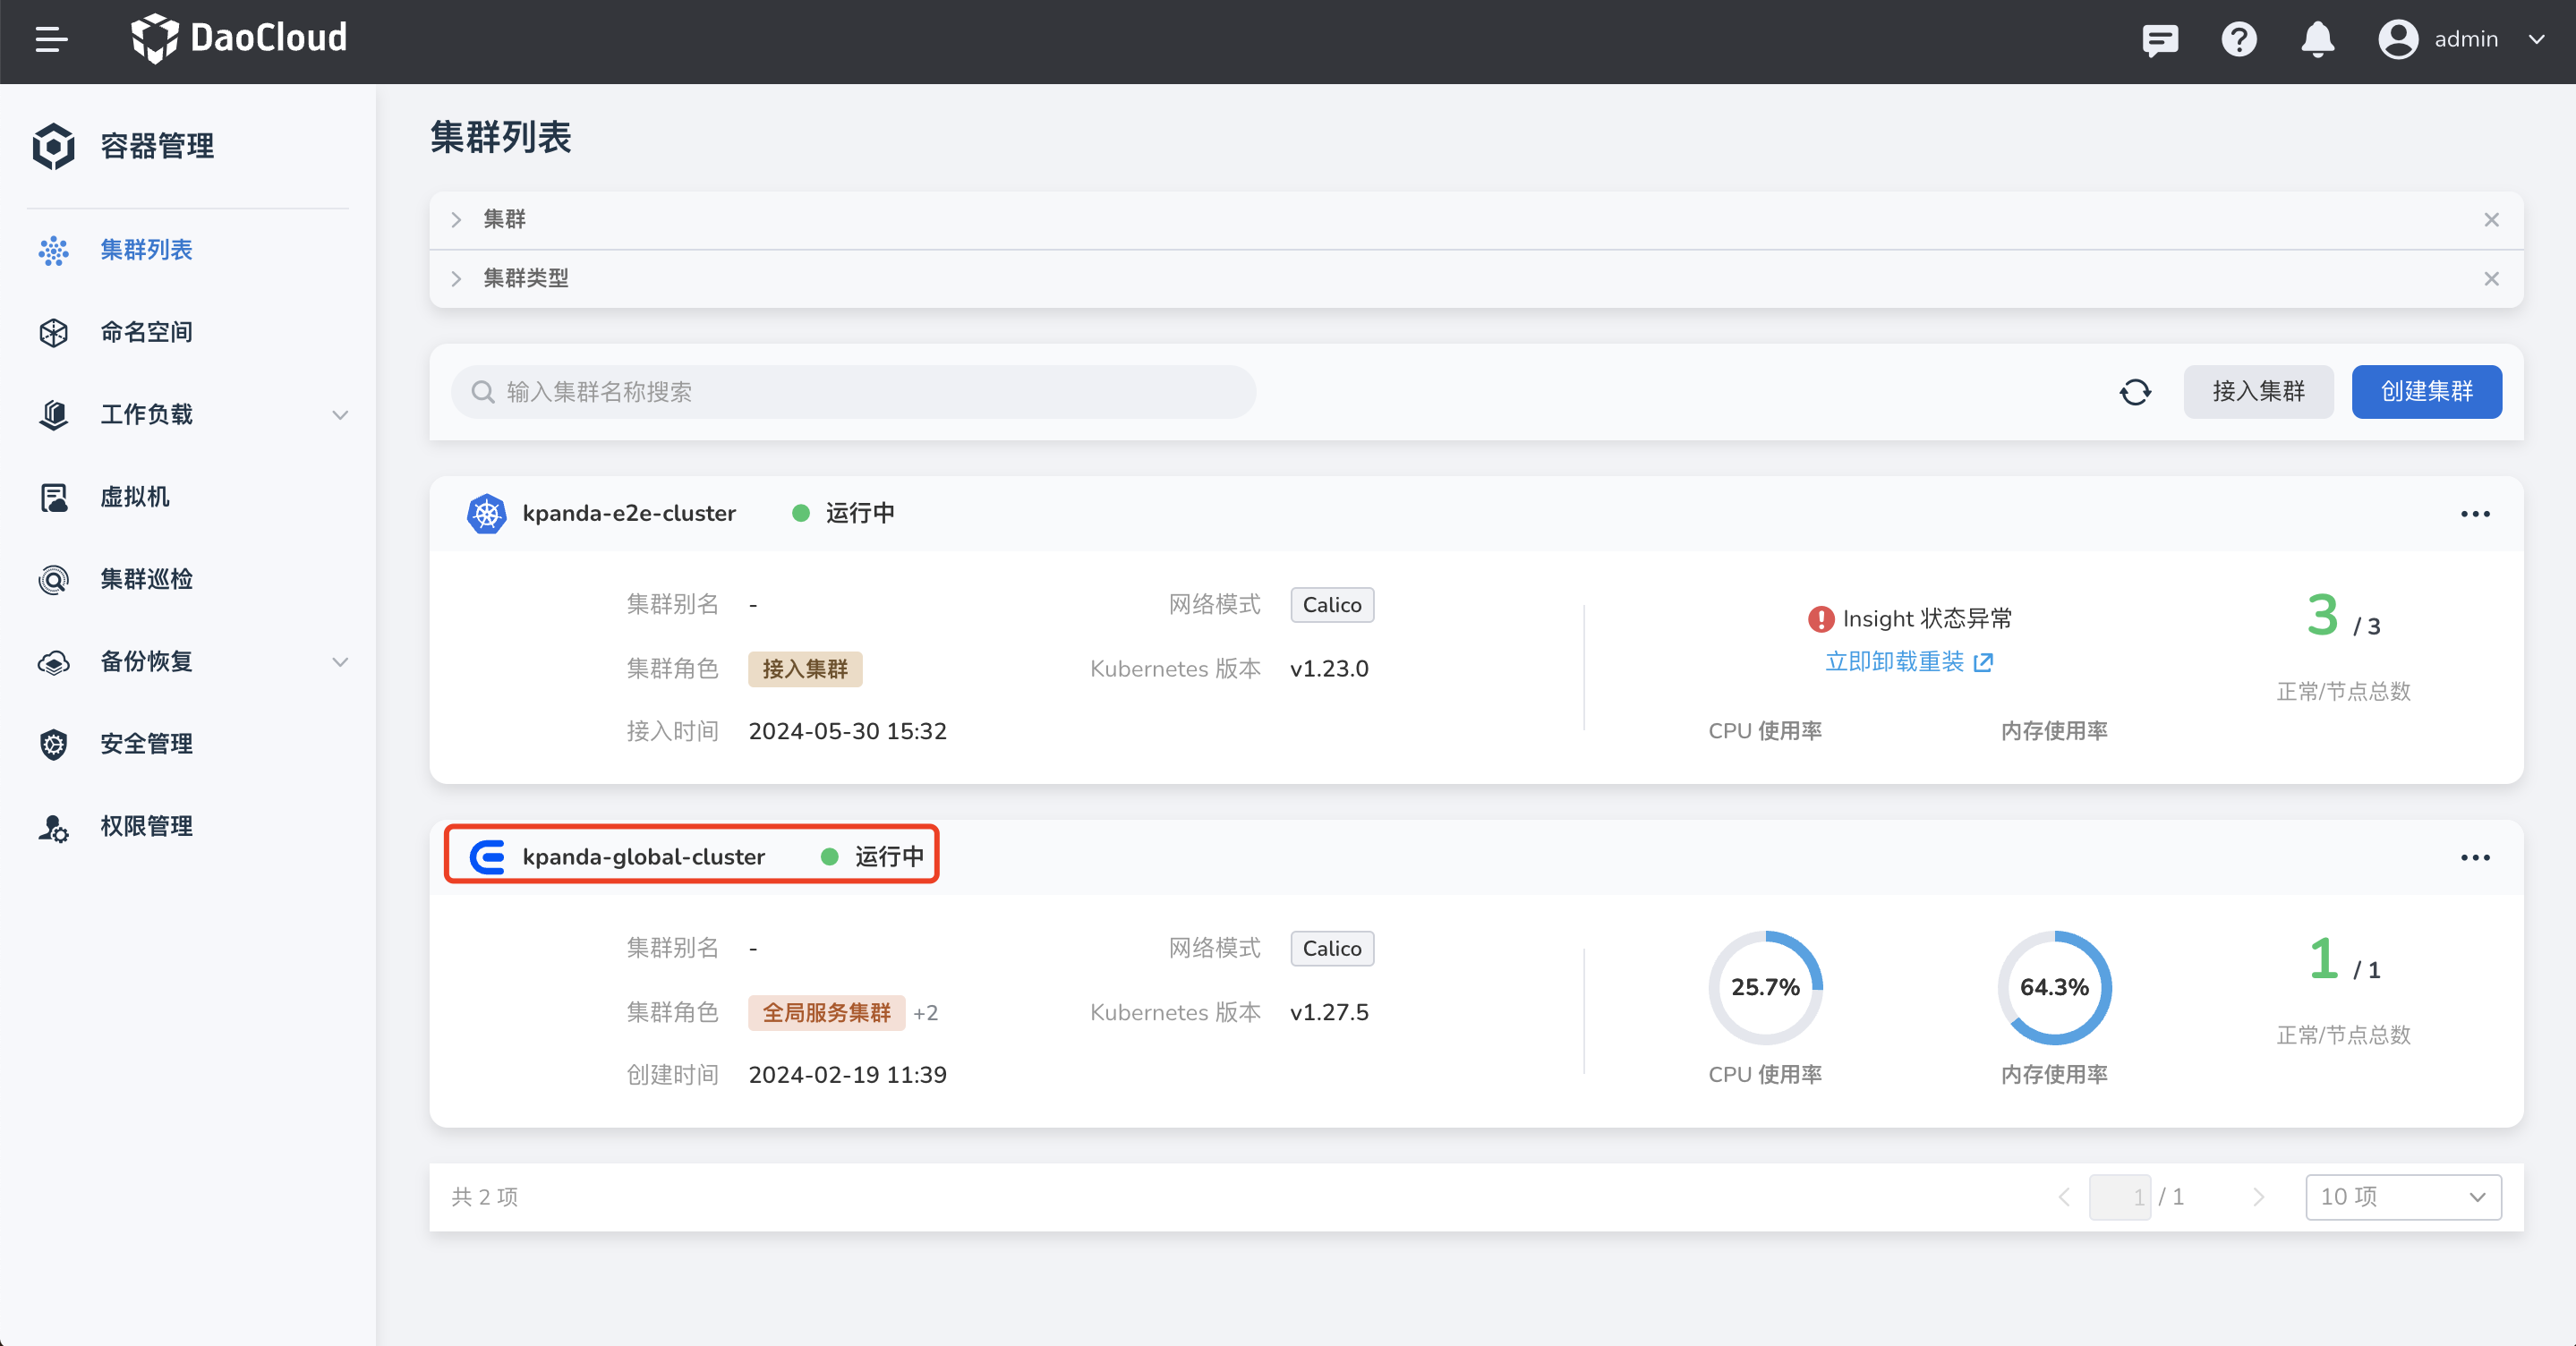 DaoCloud
admin
容器管理
集群列表
命名空间
工作负载
虚拟机
集群巡检
备份恢复
安全管理
权限管理
集群列表
集群
集群类型
输入集群名称搜索
接入集群
创建集群
kpanda-e2e-cluster 运行中
集群别名 -
网络模式 Calico
集群角色 接入集群
Kubernetes 版本 v1.23.0
接入时间 2024-05-30 15:32
Insight 状态异常
立即卸载重装
CPU 使用率
内存使用率
3 / 3
正常/节点总数
kpanda-global-cluster 运行中
集群别名 -
网络模式 Calico
集群角色 全局服务集群 +2
Kubernetes 版本 v1.27.5
创建时间 2024-02-19 11:39
25.7%
CPU 使用率
64.3%
内存使用率
1 / 1
正常/节点总数
共 2 项
1 / 1
10 项